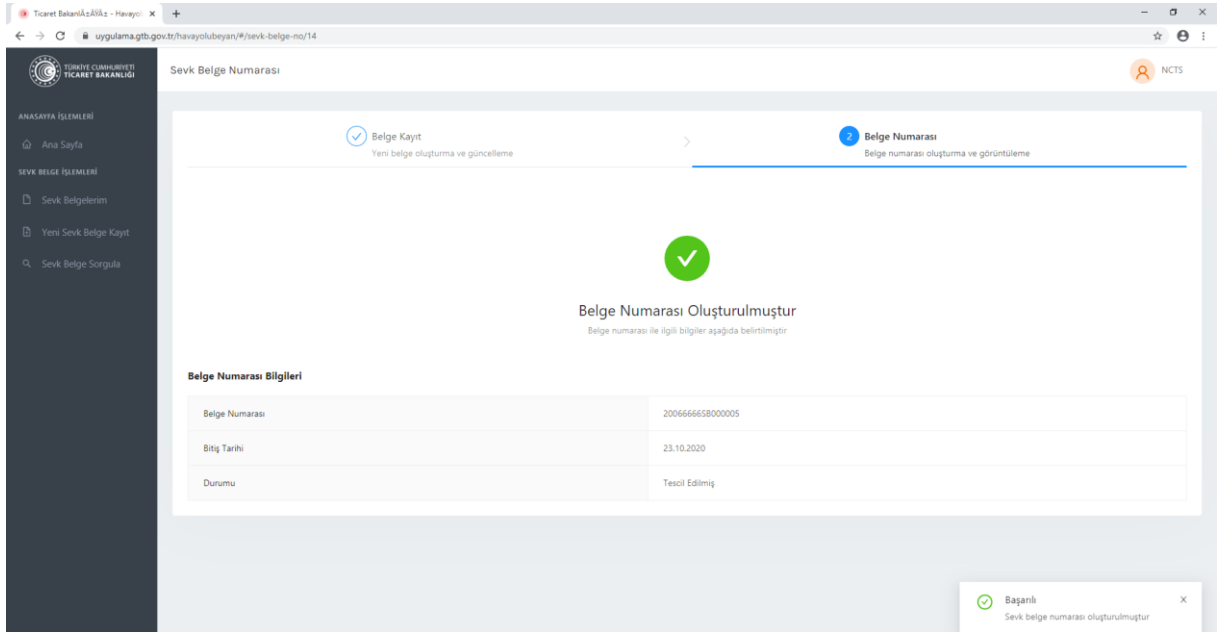 Ticaret BakanlÄ±ÄŸÄ± - Havayol
uygulama.gtb.gov.tr/havayolubeyan/#/sevk-belge-no/14
TÜRKİYE CUMHURİYETİ
TİCARET BAKANLIĞI
Sevk Belge Numarası
NCTS
ANASAYFA İŞLEMLERİ
Ana Sayfa
SEVK BELGE İŞLEMLERİ
Sevk Belgelerim
Yeni Sevk Belge Kayıt
Sevk Belge Sorgula
Belge Kayıt
Yeni belge oluşturma ve güncelleme
2 Belge Numarası
Belge numarası oluşturma ve görüntüleme
Belge Numarası Oluşturulmuştur
Belge numarası ile ilgili bilgiler aşağıda belirtilmiştir
Belge Numarası Bilgileri
Belge Numarası 20066666SB000005
Bitiş Tarihi 23.10.2020
Durumu Tescil Edilmiş
Başarılı
Sevk belge numarası oluşturulmuştur